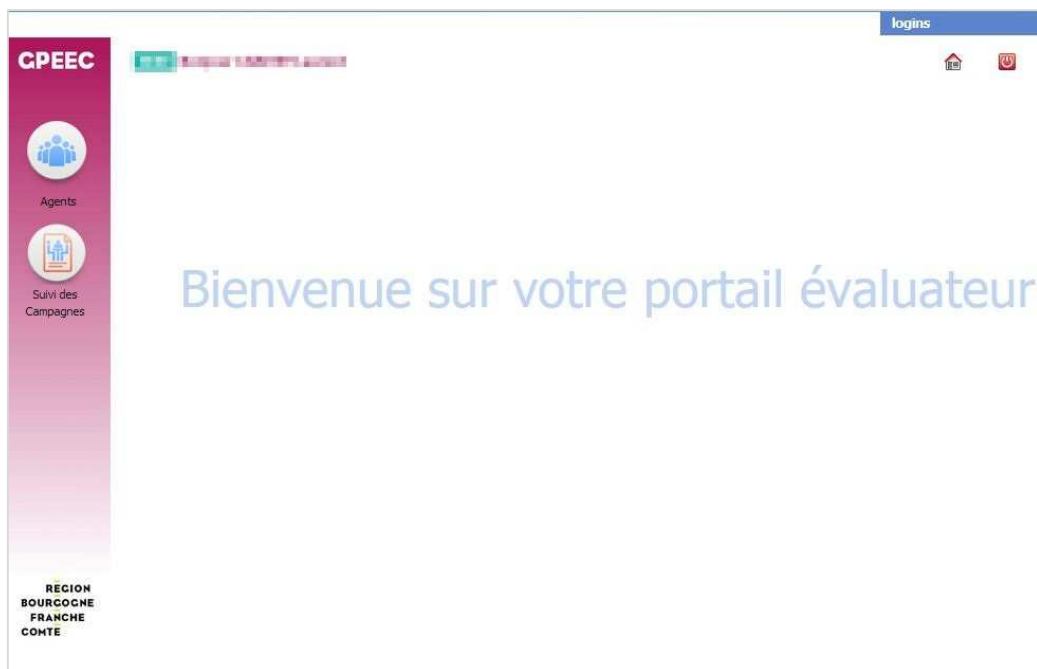 logins
GPEEC
Agents
Suivi des
Campagnes
Bienvenue sur votre portail évaluateur
REGION
BOURGOGNE
FRANCHE
COMTE